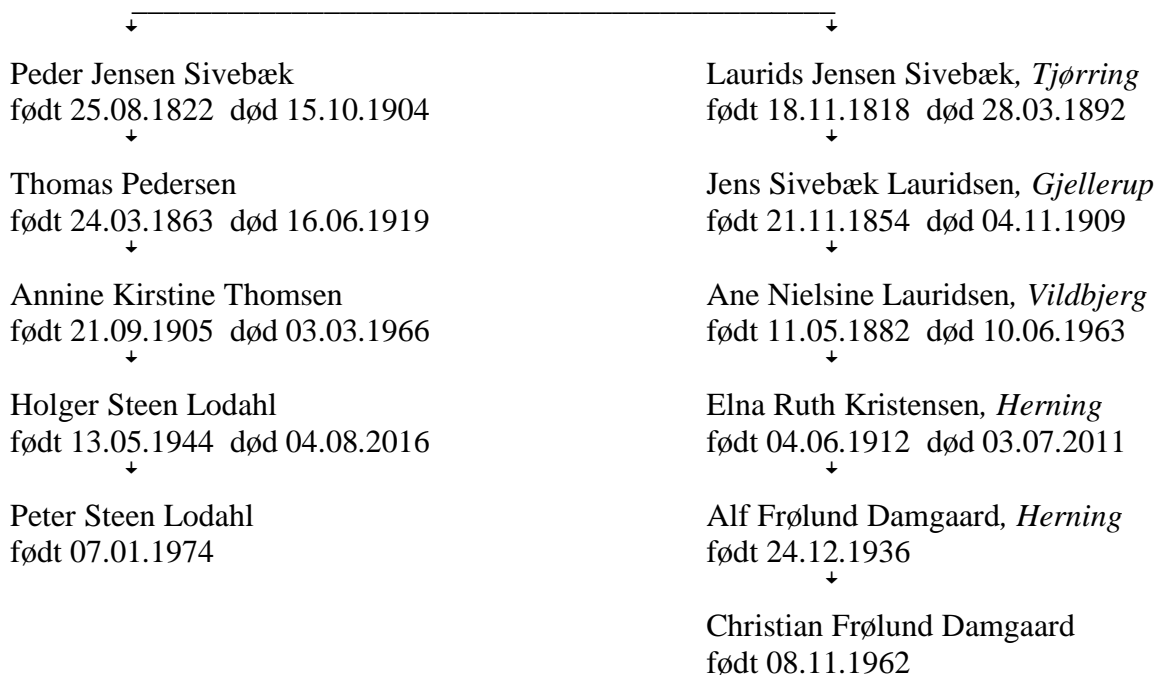 Peder Jensen Sivebæk
født 25.08.1822 død 15.10.1904
Thomas Pedersen
født 24.03.1863 død 16.06.1919
Annine Kirstine Thomsen
født 21.09.1905 død 03.03.1966
Holger Steen Lodahl
født 13.05.1944 død 04.08.2016
Peter Steen Lodahl
født 07.01.1974
Laurids Jensen Sivebæk, Tjørring
født 18.11.1818 død 28.03.1892
Jens Sivebæk Lauridsen, Gjellerup
født 21.11.1854 død 04.11.1909
Ane Nielsine Lauridsen, Vildbjerg
født 11.05.1882 død 10.06.1963
Elna Ruth Kristensen, Herning
født 04.06.1912 død 03.07.2011
Alf Frølund Damgaard, Herning
født 24.12.1936
Christian Frølund Damgaard
født 08.11.1962